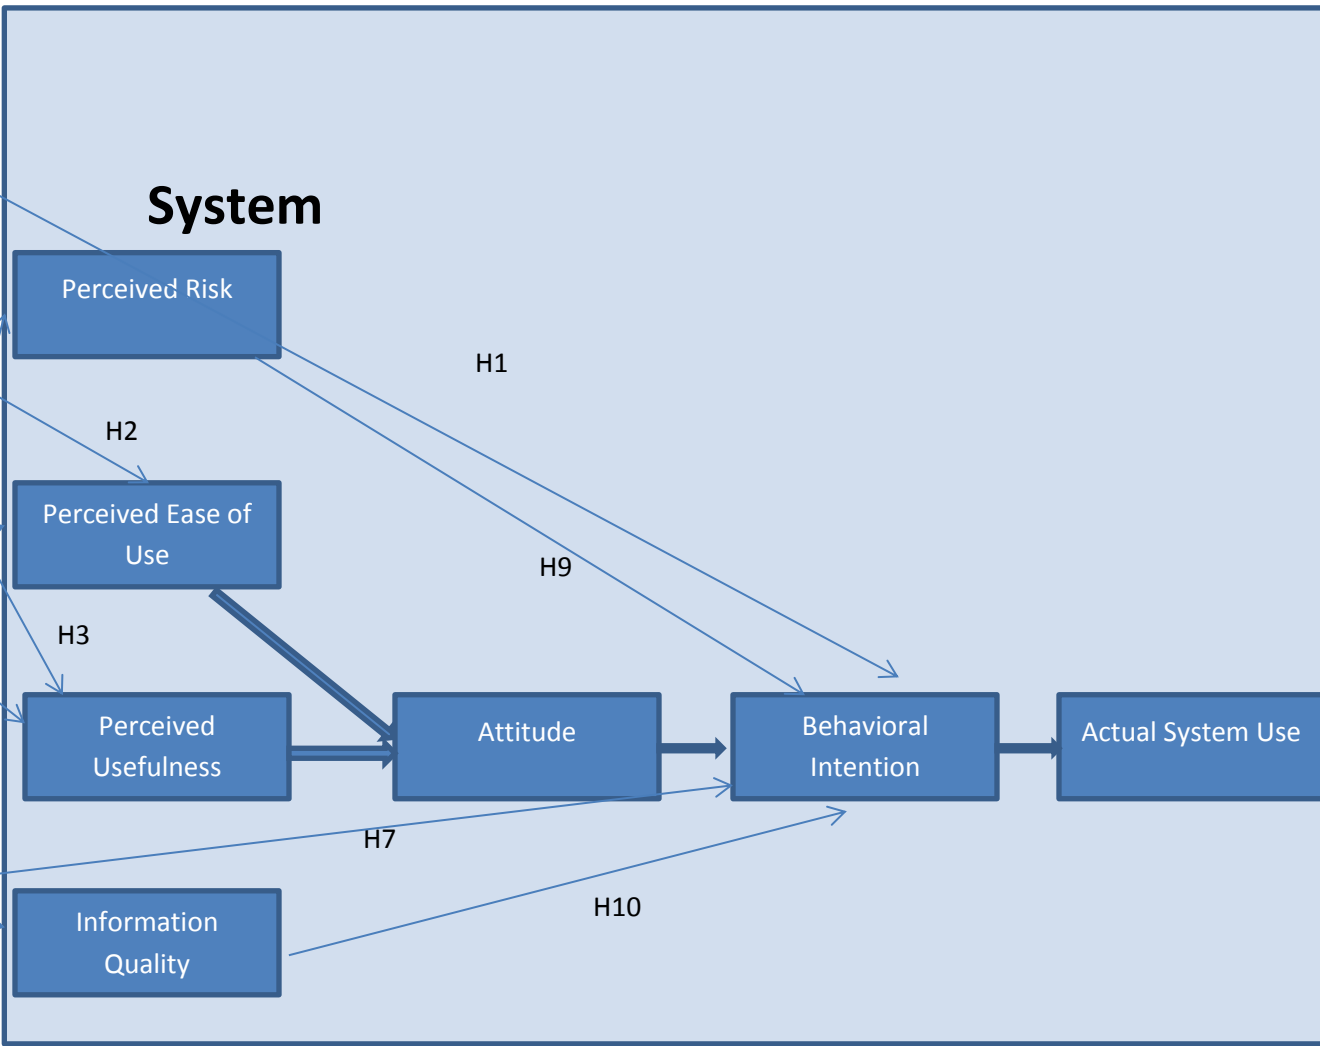 System
Perceived Risk
H1
H2
Perceived Ease of
Use
H9
H3
Perceived
Usefulness
Attitude
Behavioral
Intention
Actual System Use
H7
H10
Information
Quality